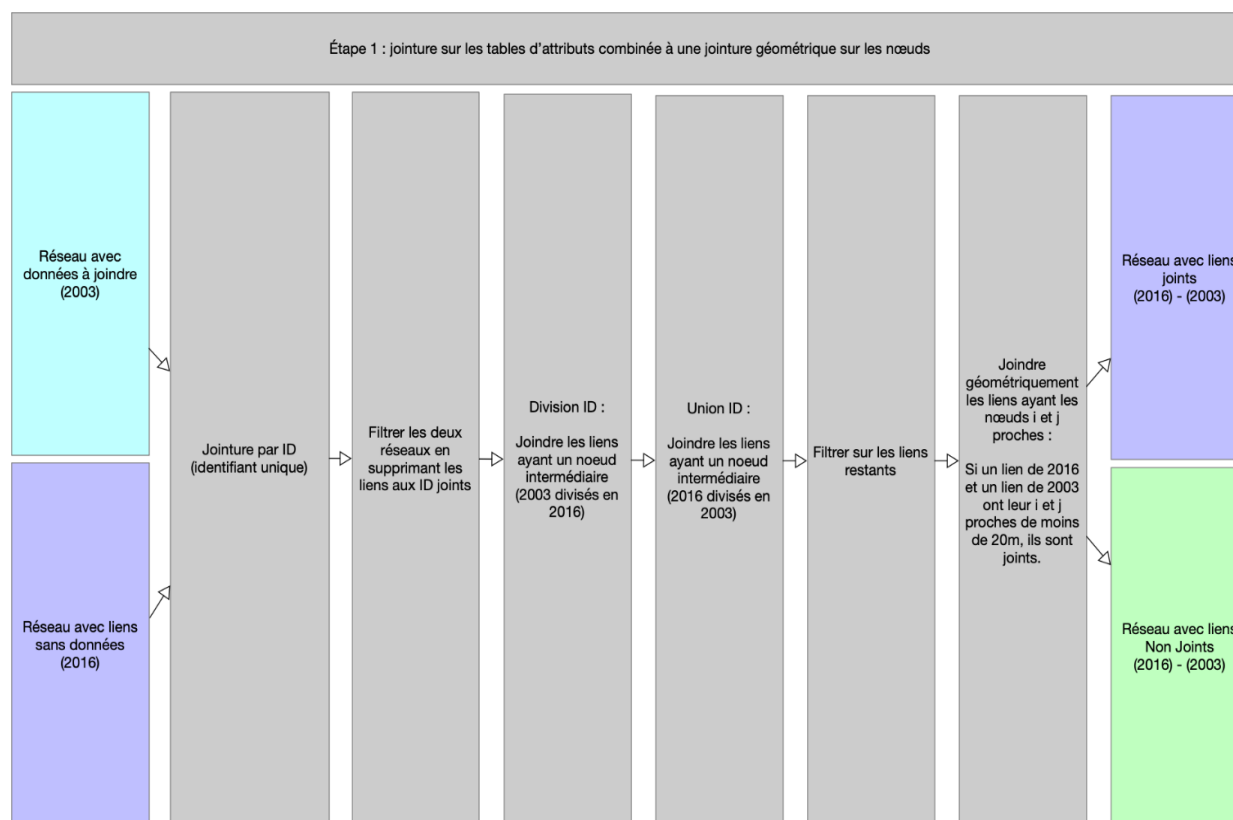 Étape 1 : jointure sur les tables d'attributs combinée à une jointure géométrique sur les nœuds
Réseau avec
données à joindre
(2003)
Réseau avec liens
sans données
(2016)
Jointure par ID
(identifiant unique)
Filtrer les deux
réseaux en
supprimant les
liens aux ID joints
Division ID :
Joindre les liens
ayant un noeud
intermédiaire
(2003 divisés en
2016)
Union ID :
Joindre les liens
ayant un noeud
intermédiaire
(2016 divisés en
2003)
Filtrer sur les liens
restants
Joindre
géométriquement
les liens ayant les
nœuds i et j
proches :
Si un lien de 2016
et un lien de 2003
ont leur i et j
proches de moins
de 20m, ils sont
joints.
Réseau avec liens
joints
(2016) - (2003)
Réseau avec liens
Non Joints
(2016) - (2003)